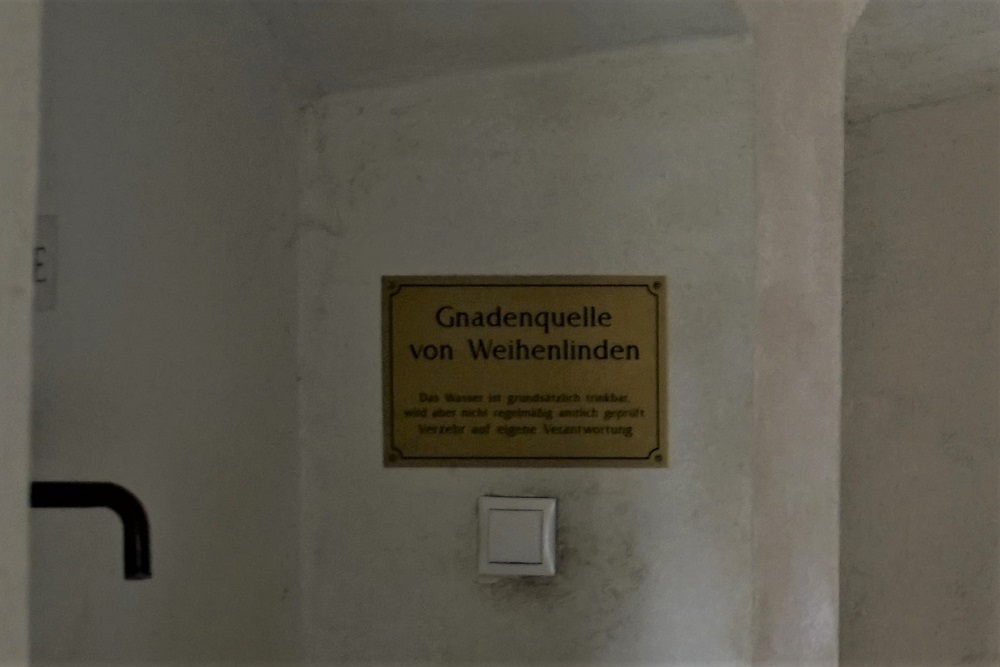 E
Gnadenquelle
von Weihenlinden
Das Wasser ist grundsätzlich trinkbar,
wird aber nicht regelmäßig amtlich geprüft
Verzehr auf eigene Verantwortung